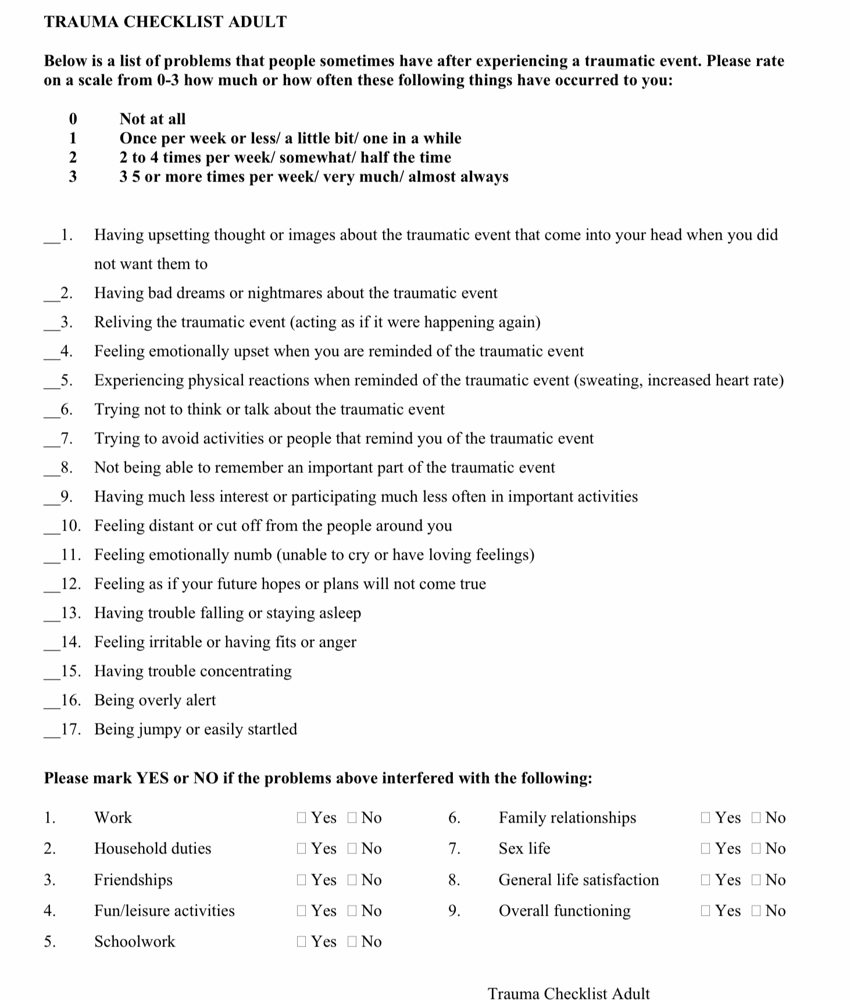 TRAUMA CHECKLIST ADULT
Below is a list of problems that people sometimes have after experiencing a traumatic event. Please rate
on a scale from 0-3 how much or how often these following things have occurred to you:
0 Not at all
1 Once per week or less/ a little bit/ one in a while
2 2 to 4 times per week/ somewhat/ half the time
3 3 5 or more times per week/ very much/ almost always
__1. Having upsetting thought or images about the traumatic event that come into your head when you did
not want them to
__2. Having bad dreams or nightmares about the traumatic event
__3. Reliving the traumatic event (acting as if it were happening again)
__4. Feeling emotionally upset when you are reminded of the traumatic event
__5. Experiencing physical reactions when reminded of the traumatic event (sweating, increased heart rate)
__6. Trying not to think or talk about the traumatic event
__7. Trying to avoid activities or people that remind you of the traumatic event
__8. Not being able to remember an important part of the traumatic event
__9. Having much less interest or participating much less often in important activities
__10. Feeling distant or cut off from the people around you
__11. Feeling emotionally numb (unable to cry or have loving feelings)
__12. Feeling as if your future hopes or plans will not come true
__13. Having trouble falling or staying asleep
__14. Feeling irritable or having fits or anger
__15. Having trouble concentrating
__16. Being overly alert
__17. Being jumpy or easily startled
Please mark YES or NO if the problems above interfered with the following:
1. Work □ Yes □ No 6. Family relationships □ Yes □ No
2. Household duties □ Yes □ No 7. Sex life □ Yes □ No
3. Friendships □ Yes □ No 8. General life satisfaction □ Yes □ No
4. Fun/leisure activities □ Yes □ No 9. Overall functioning □ Yes □ No
5. Schoolwork □ Yes □ No
Trauma Checklist Adult